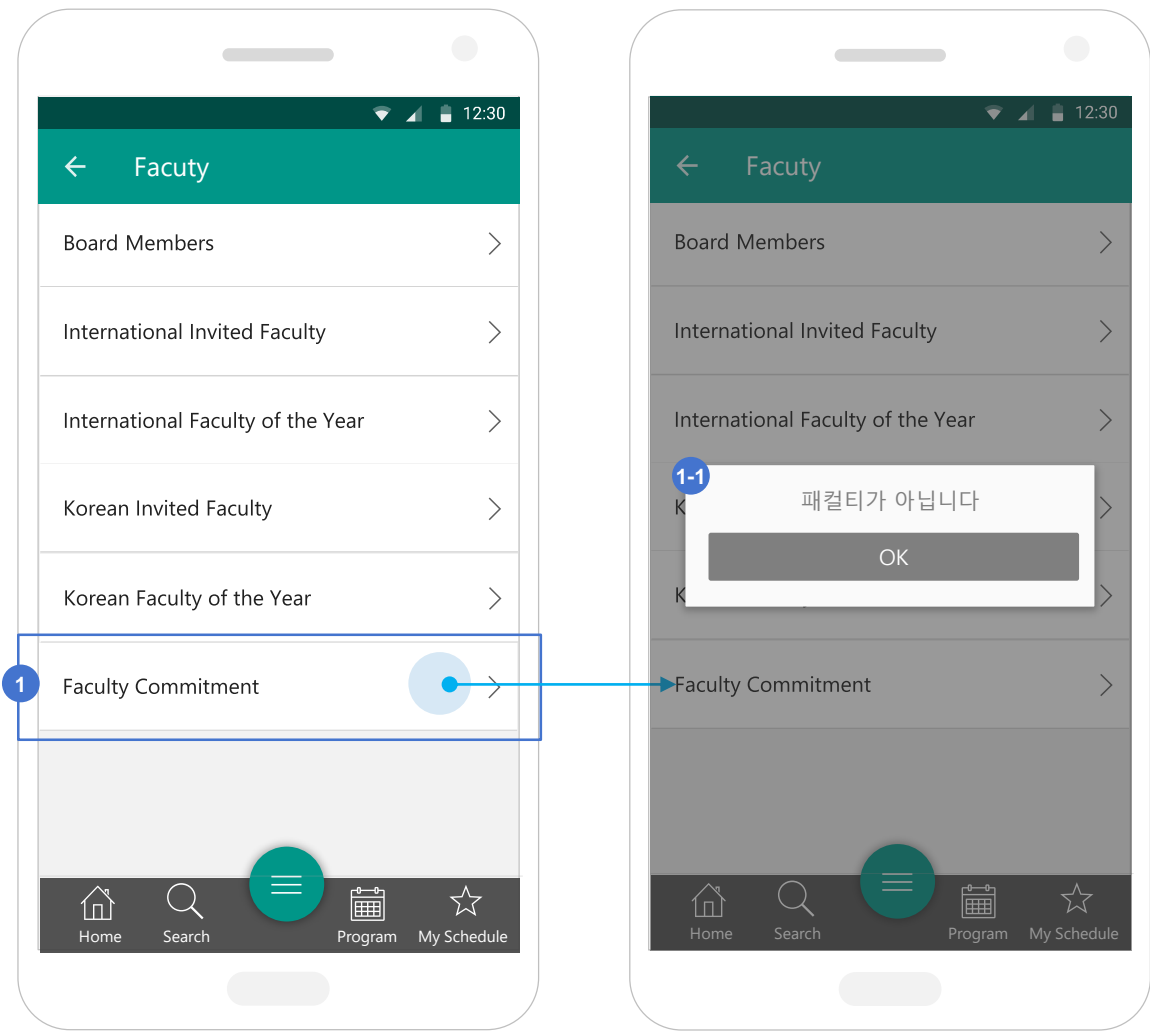 12:30
Facuty
Board Members
International Invited Faculty
International Faculty of the Year
Korean Invited Faculty
Korean Faculty of the Year
1
Faculty Commitment
Home
Search
Program
My Schedule
12:30
Facuty
Board Members
International Invited Faculty
International Faculty of the Year
1-1
패컬티가 아닙니다
OK
K
K
Faculty Commitment
Home
Search
Program
My Schedule